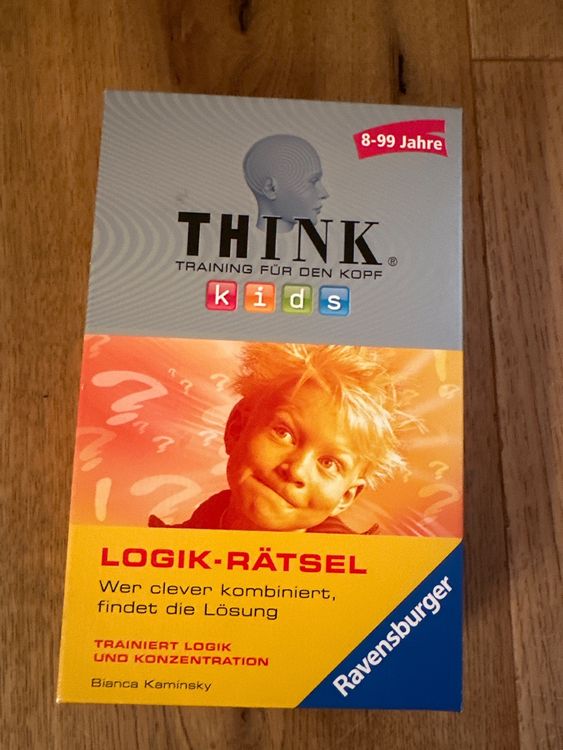 8-99 Jahre
THINK®
TRAINING FÜR DEN KOPF
kids
LOGIK-RÄTSEL
Wer clever kombiniert,
findet die Lösung
TRAINIERT LOGIK
UND KONZENTRATION
Bianca Kaminsky
Ravensburger